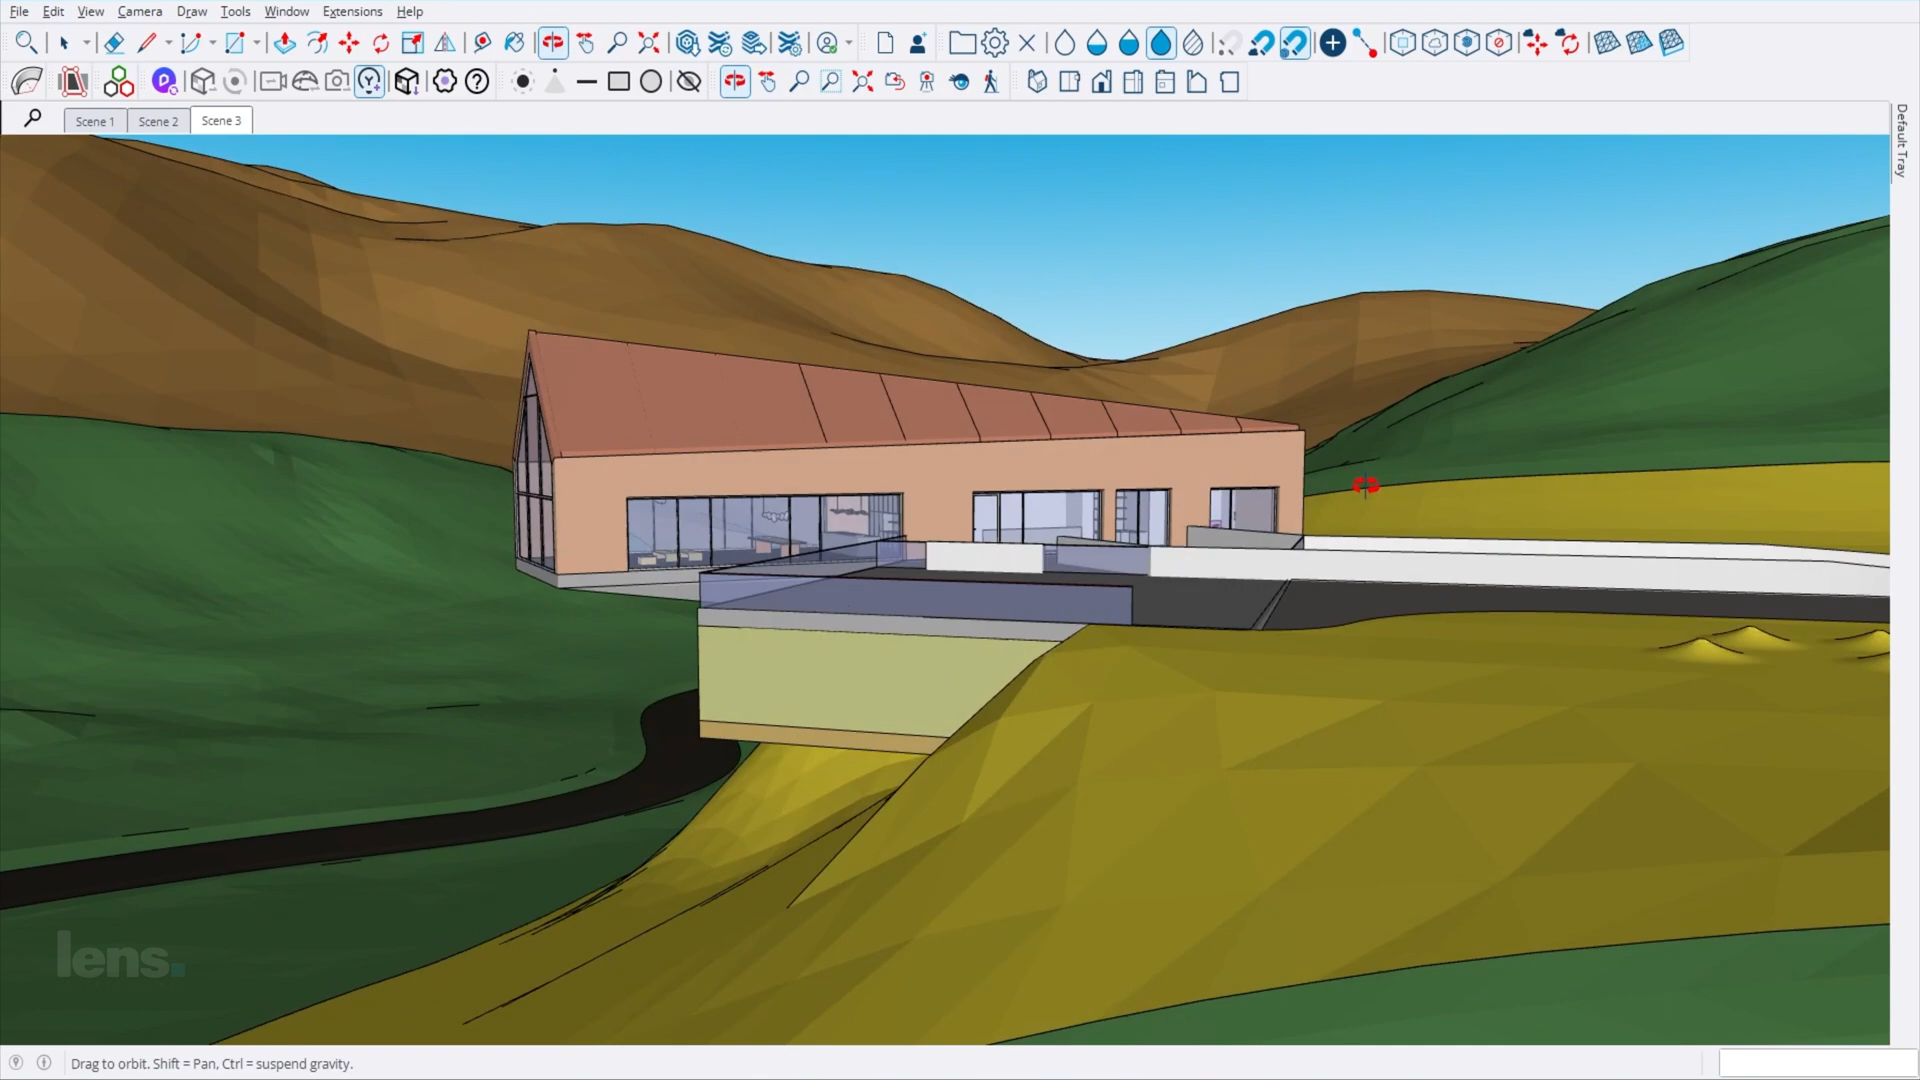 File Edit View Camera Draw Tools Window Extensions Help
Scene 1 Scene 2 Scene 3
Default Tray
lens.
Drag to orbit. Shift = Pan, Ctrl = suspend gravity.